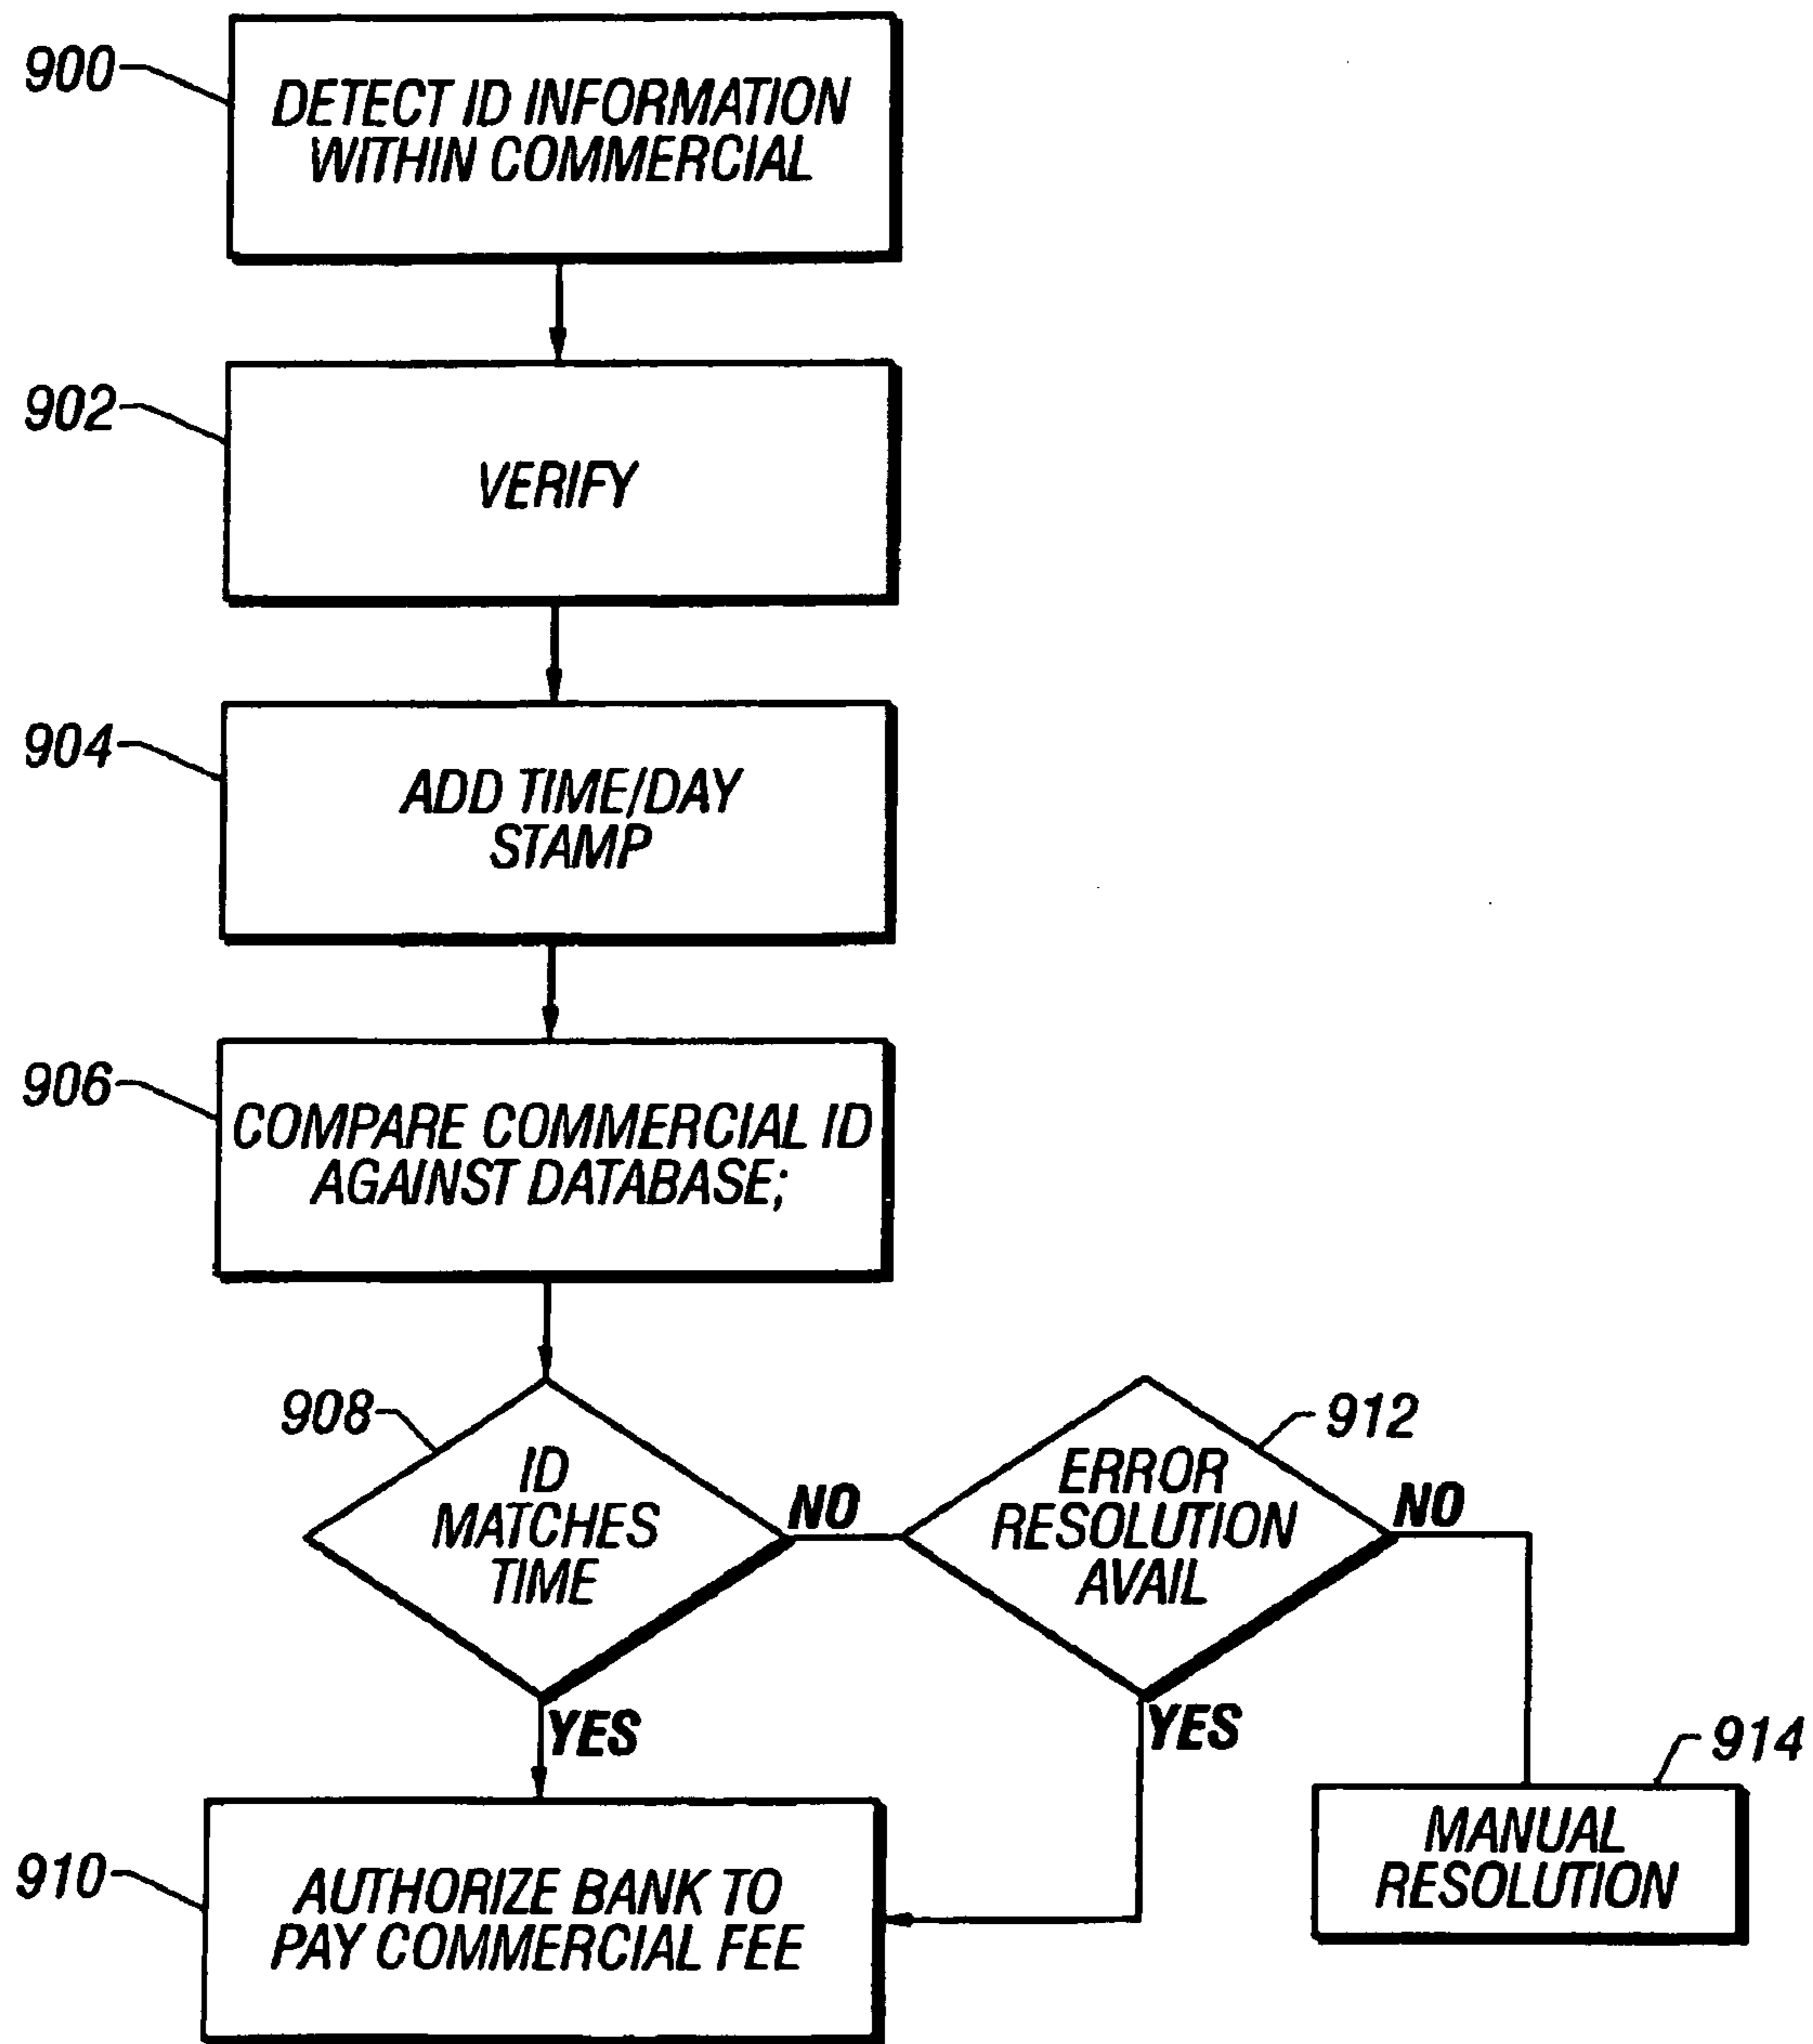 900
DETECT ID INFORMATION
WITHIN COMMERCIAL
902
VERIFY
904
ADD TIME/DAY
STAMP
906
COMPARE COMMERCIAL ID
AGAINST DATABASE;
908
ID
MATCHES
TIME
NO
YES
912
ERROR
RESOLUTION
AVAIL
NO
YES
914
MANUAL
RESOLUTION
910
AUTHORIZE BANK TO
PAY COMMERCIAL FEE